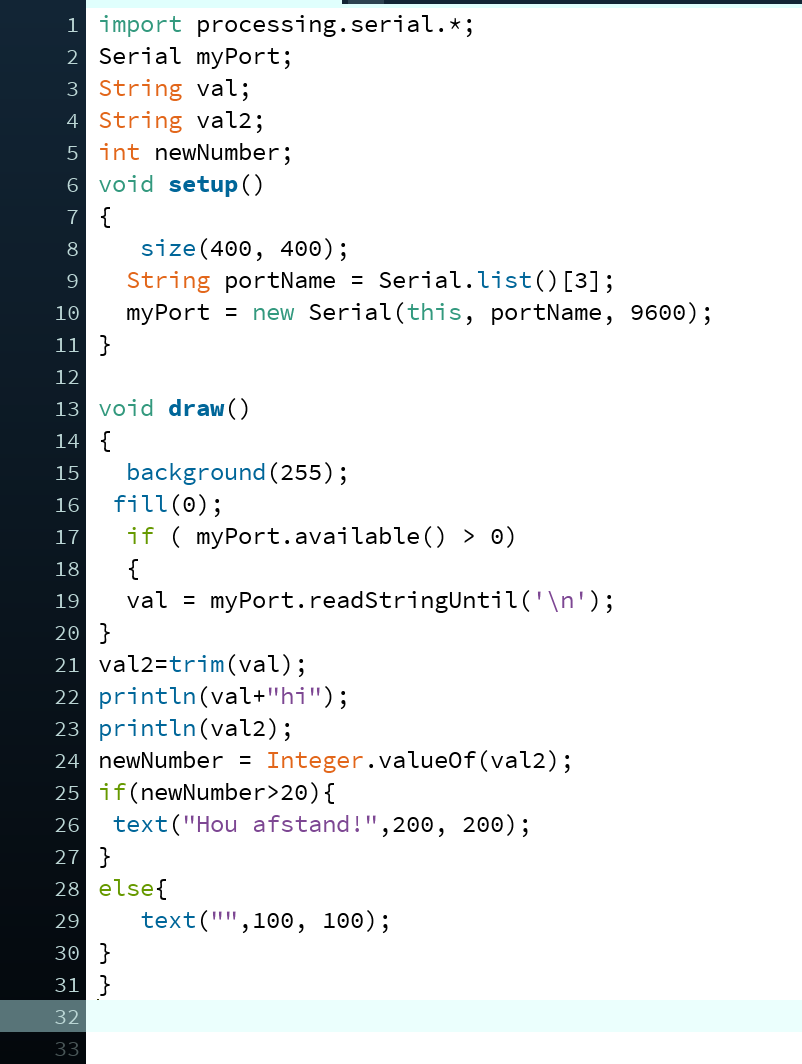 1 import processing.serial.*;
2 Serial myPort;
3 String val;
4 String val2;
5 int newNumber;
6 void setup()
7 {
8    size(400, 400);
9   String portName = Serial.list()[3];
10   myPort = new Serial(this, portName, 9600);
11 }
12
13 void draw()
14 {
15   background(255);
16  fill(0);
17   if ( myPort.available() > 0)
18   {
19   val = myPort.readStringUntil('\n');
20 }
21 val2=trim(val);
22 println(val+"hi");
23 println(val2);
24 newNumber = Integer.valueOf(val2);
25 if(newNumber>20){
26  text("Hou afstand!",200, 200);
27 }
28 else{
29    text("",100, 100);
30 }
31 }
32
33